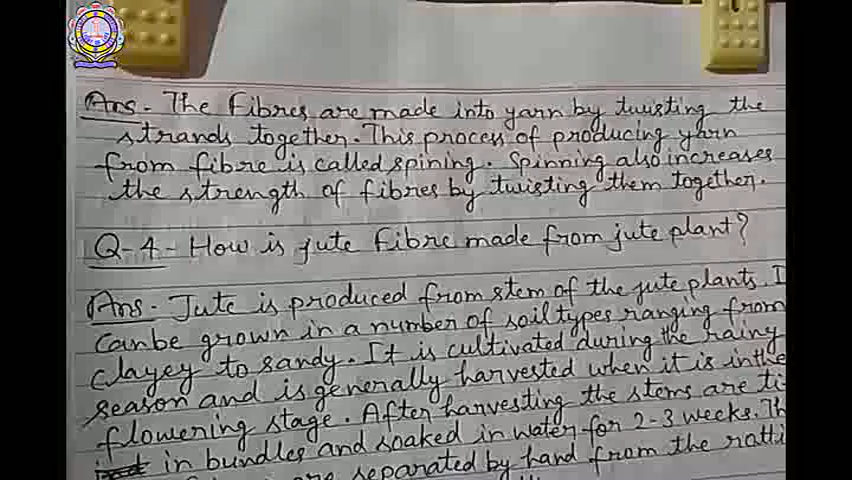 Ans - The Fibres are made into yarn by twisting the
strands together. This process of producing yarn
from fibre is called spining. Spinning also increases
the strength of fibres by twisting them together.
Q-4 - How is jute fibre made from jute plant?
Ans - Jute is produced from stem of the jute plants. I
canbe grown in a number of soil types ranging from
clayey to sandy. It is cultivated during the rainy
season and is generally harvested when it is in the
flowering stage. After harvesting the stems are ti
in bundles and soaked in water for 2-3 weeks. Th
are separated by hand from the rotti